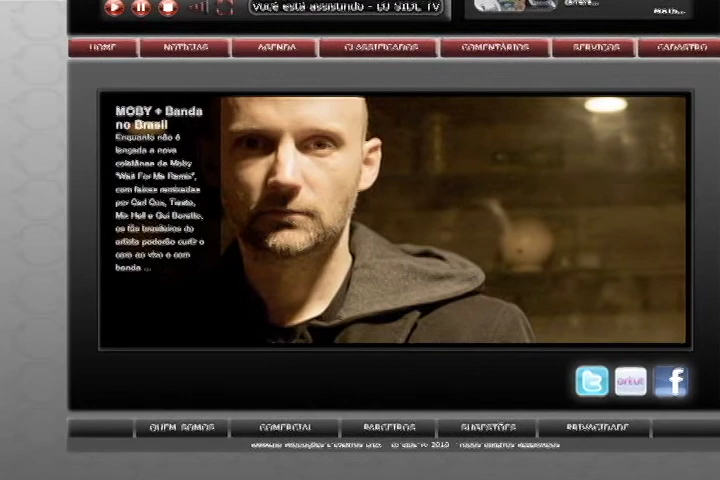 Você está assistindo - DJ SIDE TV
HOME NOTÍCIAS AGENDA CLASSIFICADOS COMENTÁRIOS SERVIÇOS CADASTRO
MOBY + Banda
no Brasil
Enquanto não é
lançada a nova
coletânea de Moby
"Wait For Me Remix",
com faixas remixadas
por Carl Cox, Tiesto,
Mix Hell e Gui Boratto,
os fãs brasileiros do
artista poderão curtir o
cara ao vivo e com
banda ...
orkut
QUEM SOMOS COMERCIAL PARCEIROS SUGESTÕES PRIVACIDADE